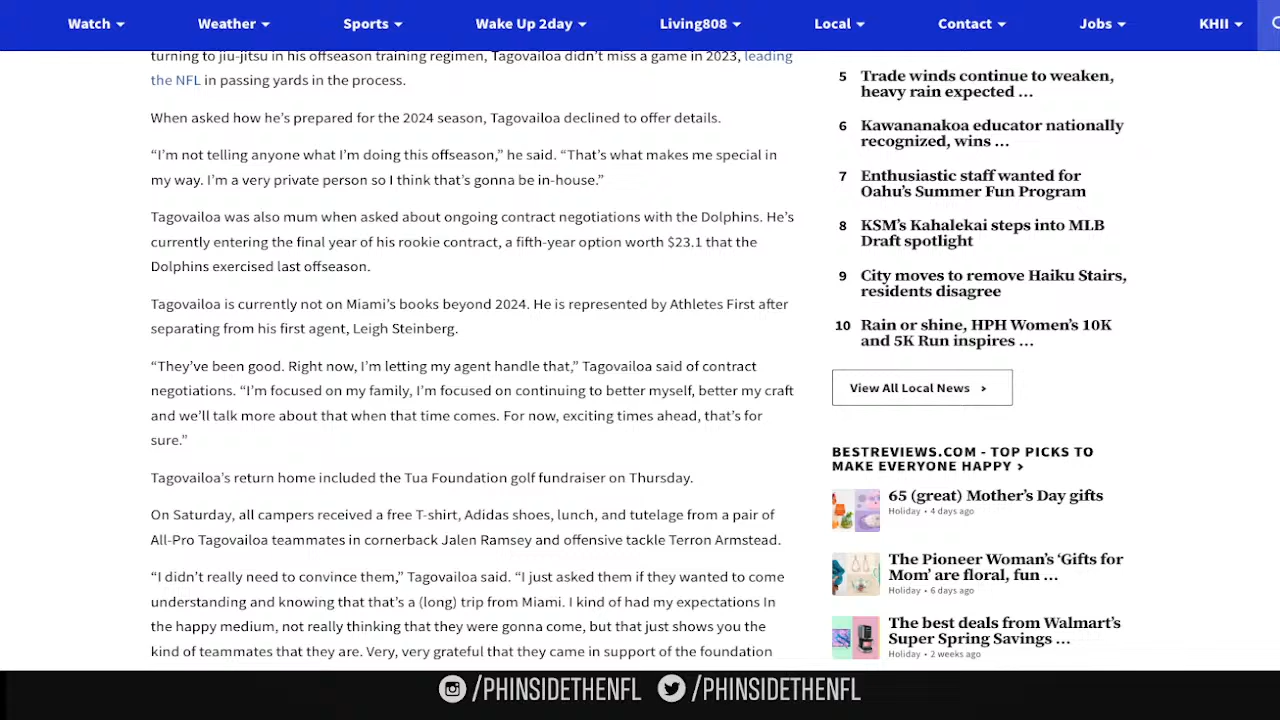 Watch Weather Sports Wake Up 2day Living808 Local Contact Jobs KHII
turning to jiu-jitsu in his offseason training regimen, Tagovailoa didn’t miss a game in 2023, leading
the NFL in passing yards in the process.
When asked how he’s prepared for the 2024 season, Tagovailoa declined to offer details.
“I’m not telling anyone what I’m doing this offseason,” he said. “That’s what makes me special in
my way. I’m a very private person so I think that’s gonna be in-house.”
Tagovailoa was also mum when asked about ongoing contract negotiations with the Dolphins. He’s
currently entering the final year of his rookie contract, a fifth-year option worth $23.1 that the
Dolphins exercised last offseason.
Tagovailoa is currently not on Miami’s books beyond 2024. He is represented by Athletes First after
separating from his first agent, Leigh Steinberg.
“They’ve been good. Right now, I’m letting my agent handle that,” Tagovailoa said of contract
negotiations. “I’m focused on my family, I’m focused on continuing to better myself, better my craft
and we’ll talk more about that when that time comes. For now, exciting times ahead, that’s for
sure.”
Tagovailoa’s return home included the Tua Foundation golf fundraiser on Thursday.
On Saturday, all campers received a free T-shirt, Adidas shoes, lunch, and tutelage from a pair of
All-Pro Tagovailoa teammates in cornerback Jalen Ramsey and offensive tackle Terron Armstead.
“I didn’t really need to convince them,” Tagovailoa said. “I just asked them if they wanted to come
understanding and knowing that that’s a (long) trip from Miami. I kind of had my expectations In
the happy medium, not really thinking that they were gonna come, but that just shows you the
kind of teammates that they are. Very, very grateful that they came in support of the foundation
5 Trade winds continue to weaken,
heavy rain expected …
6 Kawananakoa educator nationally
recognized, wins …
7 Enthusiastic staff wanted for
Oahu’s Summer Fun Program
8 KSM’s Kahalekai steps into MLB
Draft spotlight
9 City moves to remove Haiku Stairs,
residents disagree
10 Rain or shine, HPH Women’s 10K
and 5K Run inspires …
View All Local News ›
BESTREVIEWS.COM - TOP PICKS TO
MAKE EVERYONE HAPPY ›
65 (great) Mother’s Day gifts
Holiday • 4 days ago
The Pioneer Woman’s ‘Gifts for
Mom’ are floral, fun …
Holiday • 6 days ago
The best deals from Walmart’s
Super Spring Savings …
Holiday • 2 weeks ago
/PHINSIDETHENFL /PHINSIDETHENFL